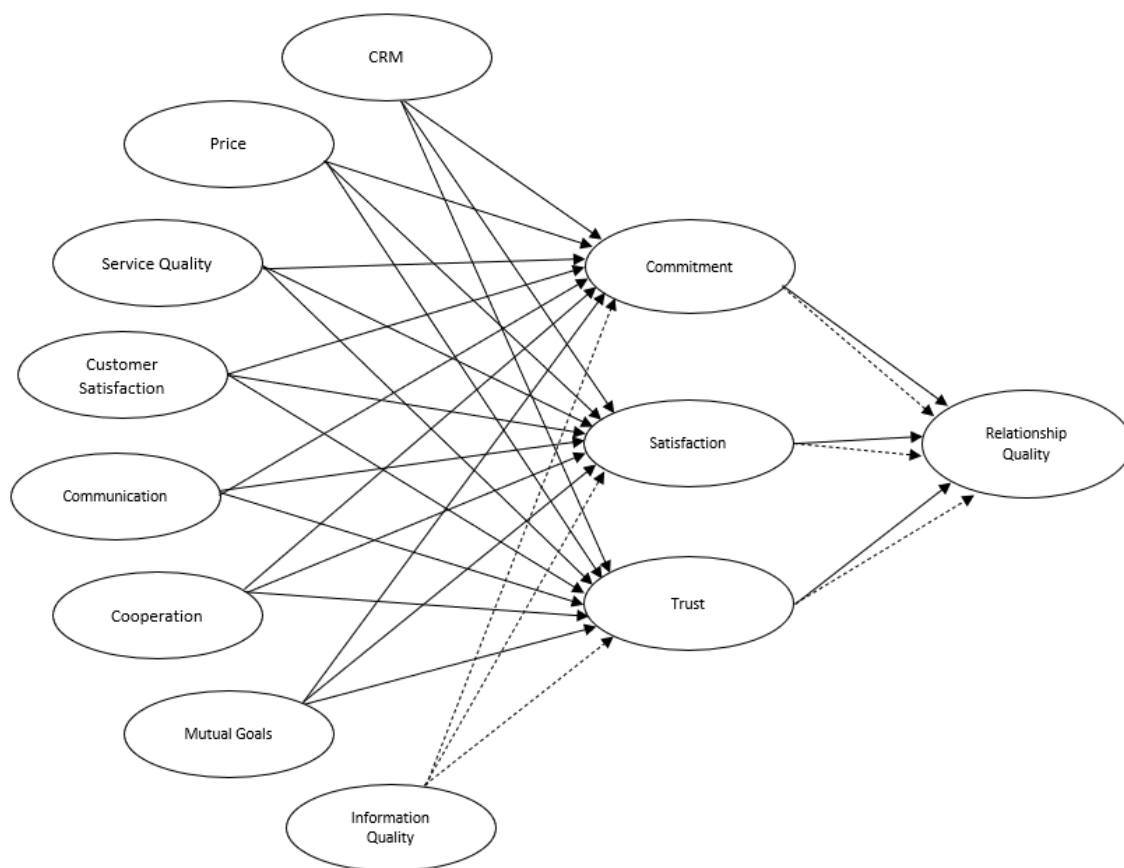 CRM
Price
Service Quality
Customer
Satisfaction
Communication
Cooperation
Mutual Goals
Information
Quality
Commitment
Satisfaction
Trust
Relationship
Quality